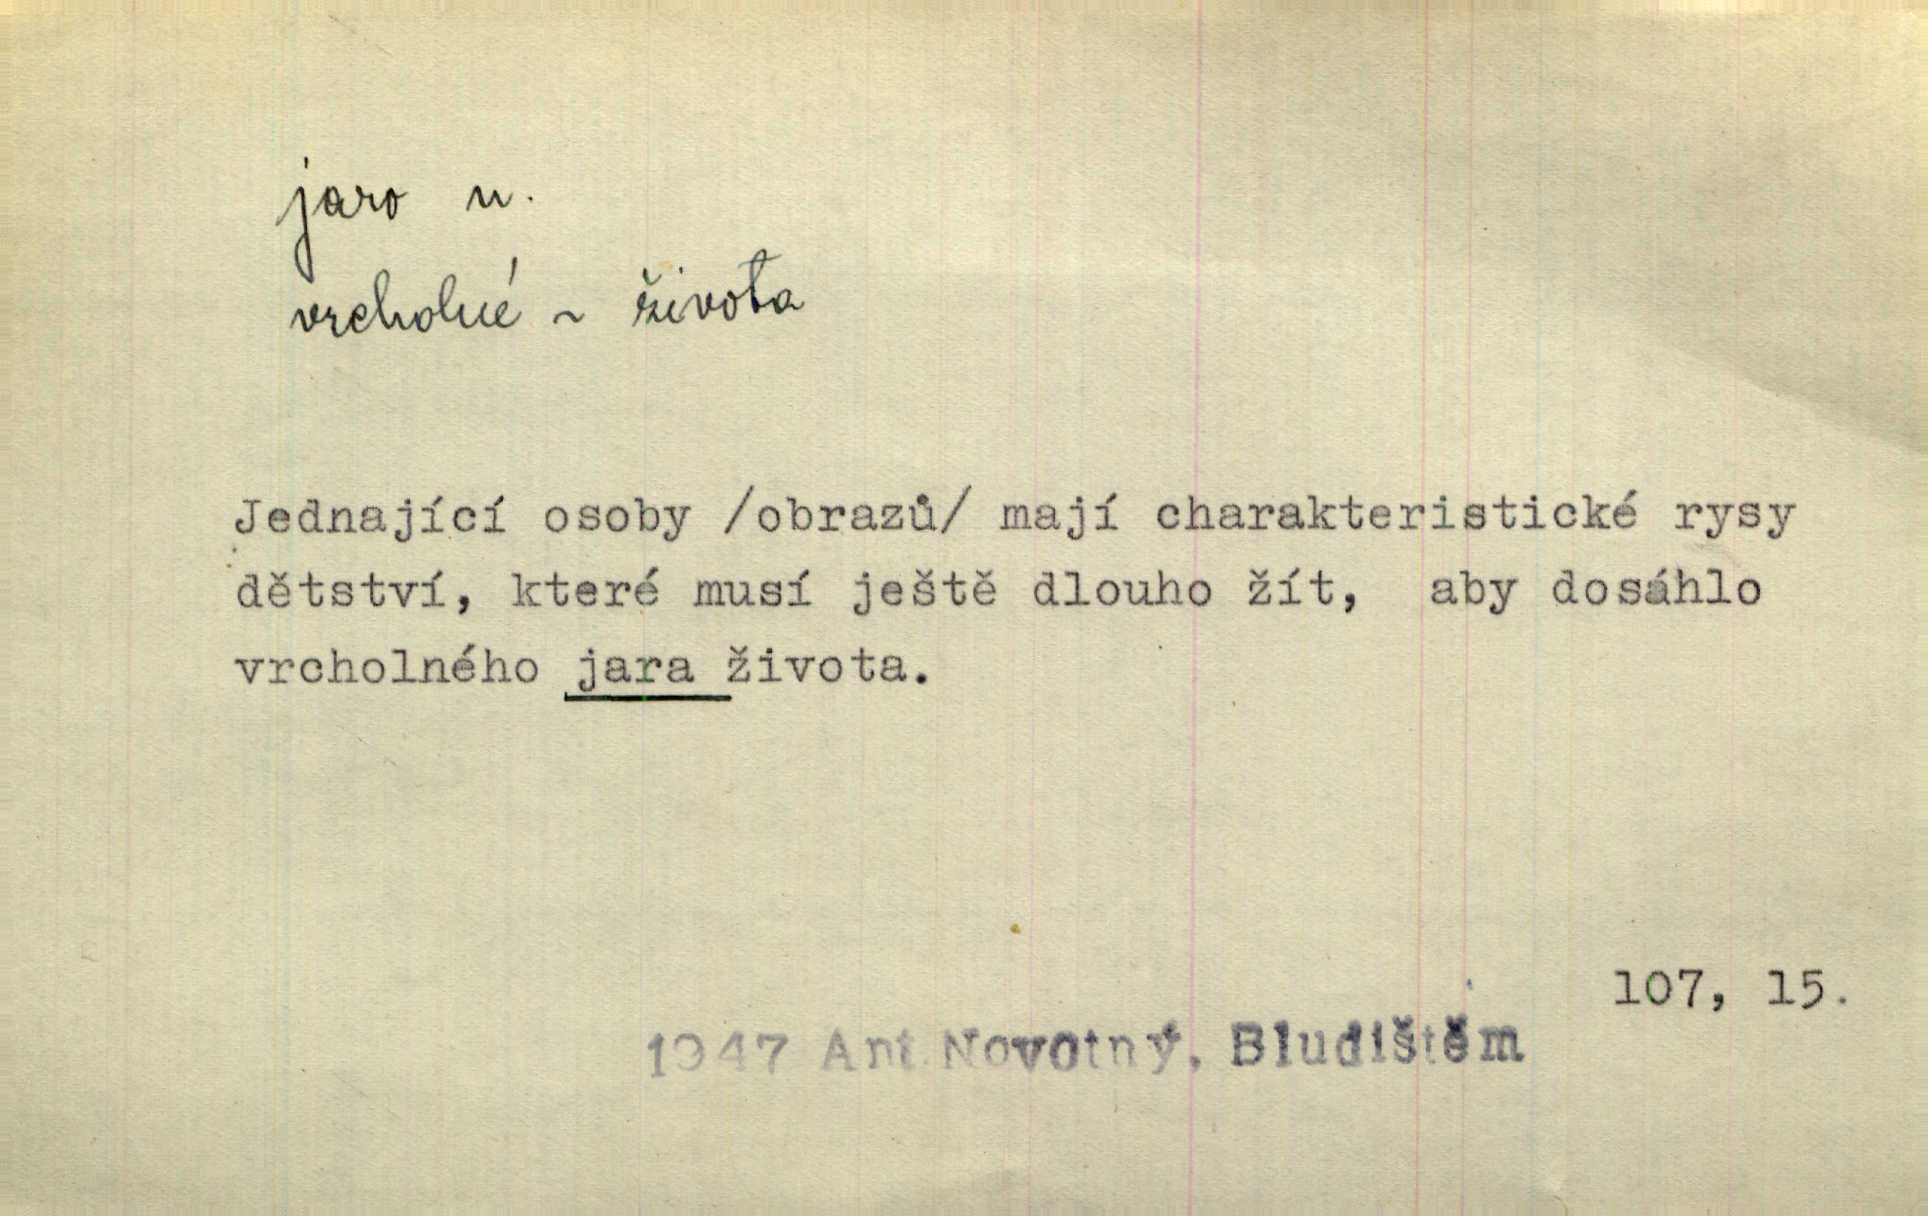 jaro n.
vrcholné ~ života
Jednající osoby /obrazů/ mají charakteristické rysy
dětství, které musí ještě dlouho žít, aby dosáhlo
vrcholného jara života.
107, 15.
1947 Ant. Novotný, Bludištěm